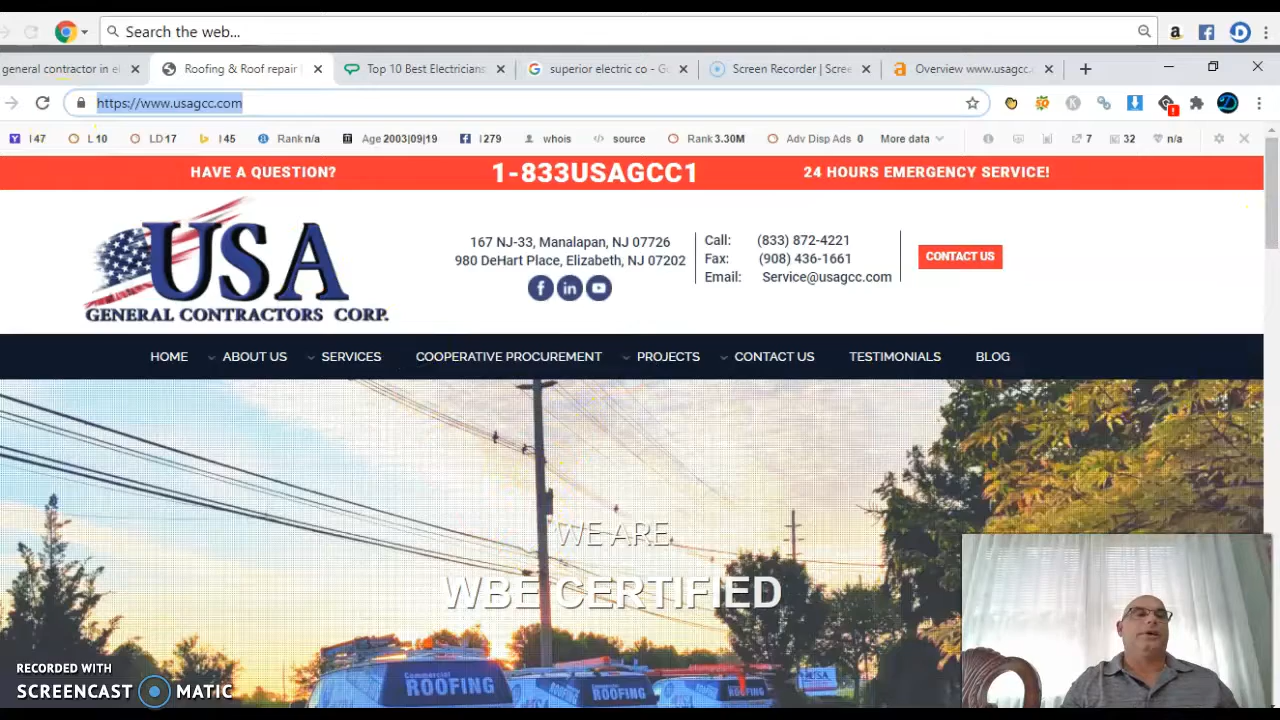 Search the web...
general contractor in el
Roofing & Roof repair
Top 10 Best Electricians
superior electric co - Go
Screen Recorder | Scree
Overview www.usagcc.
https://www.usagcc.com
I 47
L 10
LD 17
I 45
Rank n/a
Age 2003|09|19
I 279
whois
source
Rank 3.30M
Adv Disp Ads 0
More data
7
32
n/a
HAVE A QUESTION?
1-833USAGCC1
24 HOURS EMERGENCY SERVICE!
USA
GENERAL CONTRACTORS CORP.
167 NJ-33, Manalapan, NJ 07726
980 DeHart Place, Elizabeth, NJ 07202
Call: (833) 872-4221
Fax: (908) 436-1661
Email: Service@usagcc.com
CONTACT US
HOME
ABOUT US
SERVICES
COOPERATIVE PROCUREMENT
PROJECTS
CONTACT US
TESTIMONIALS
BLOG
WE ARE
WBE CERTIFIED
Commercial
ROOFING
ROOFING
ROOFING
USA
RECORDED WITH
SCREENCAST MATIC